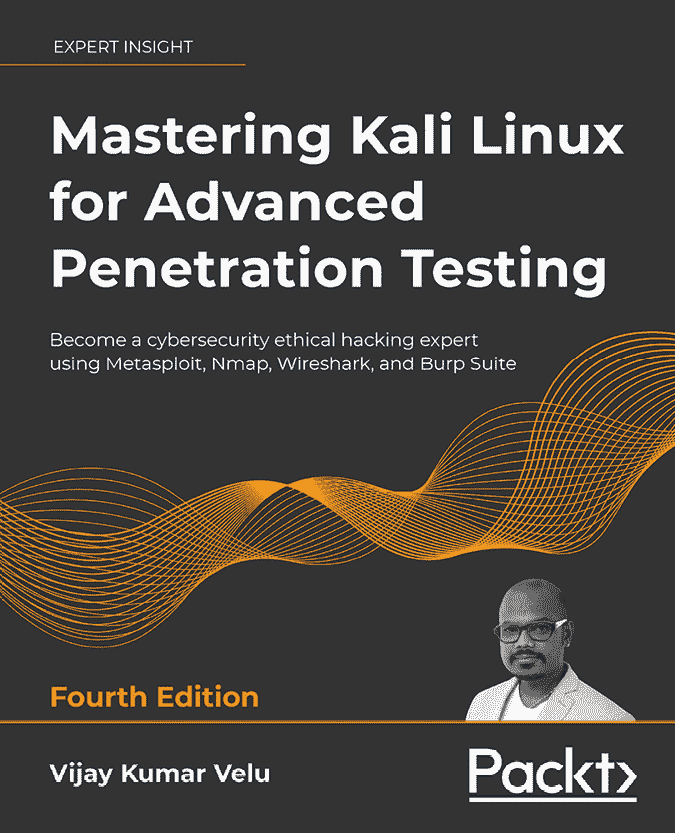 EXPERT INSIGHT
Mastering Kali Linux
for Advanced
Penetration Testing
Become a cybersecurity ethical hacking expert
using Metasploit, Nmap, Wireshark, and Burp Suite
Fourth Edition
Vijay Kumar Velu
Packt>